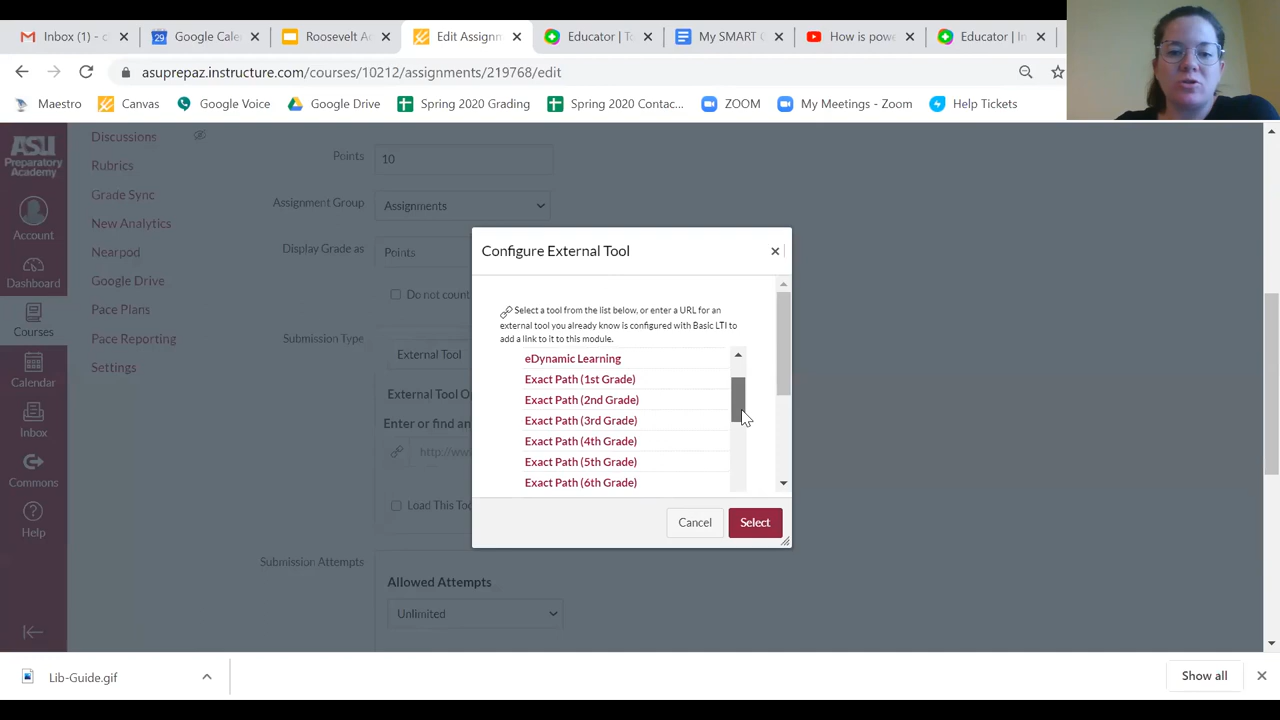 Inbox (1) - c
29
Google Cale
Roosevelt Ac
Edit Assignm
Educator | To
My SMART G
How is powe
Educator | In
asuprepaz.instructure.com/courses/10212/assignments/219768/edit
Maestro
Canvas
Google Voice
Google Drive
Spring 2020 Grading
Spring 2020 Contac...
ZOOM
My Meetings - Zoom
Help Tickets
ASU
Preparatory
Academy
Account
Dashboard
Courses
Calendar
Inbox
Commons
Help
Discussions
Rubrics
Grade Sync
New Analytics
Nearpod
Google Drive
Pace Plans
Pace Reporting
Settings
Points
10
Assignment Group
Assignments
Display Grade as
Points
Do not count
Submission Type
External Tool
External Tool Op
Enter or find an
http://ww
Load This Too
Submission Attempts
Allowed Attempts
Unlimited
Configure External Tool
Select a tool from the list below, or enter a URL for an
external tool you already know is configured with Basic LTI to
add a link to it to this module.
eDynamic Learning
Exact Path (1st Grade)
Exact Path (2nd Grade)
Exact Path (3rd Grade)
Exact Path (4th Grade)
Exact Path (5th Grade)
Exact Path (6th Grade)
Cancel
Select
Lib-Guide.gif
Show all